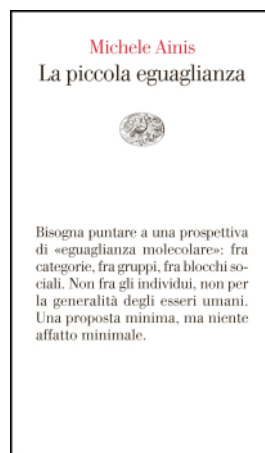 Michele Ainis
La piccola eguaglianza
Bisogna puntare a una prospettiva
di «eguaglianza molecolare»: fra
categorie, fra gruppi, fra blocchi so-
ciali. Non fra gli individui, non per
la generalità degli esseri umani.
Una proposta minima, ma niente
affatto minimale.